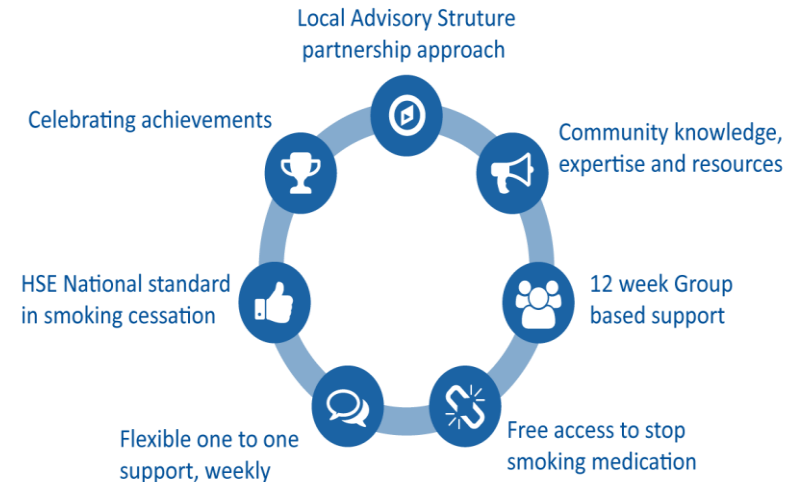 Local Advisory Struture
partnership approach
Community knowledge,
expertise and resources
12 week Group
based support
Free access to stop
smoking medication
Flexible one to one
support, weekly
HSE National standard
in smoking cessation
Celebrating achievements